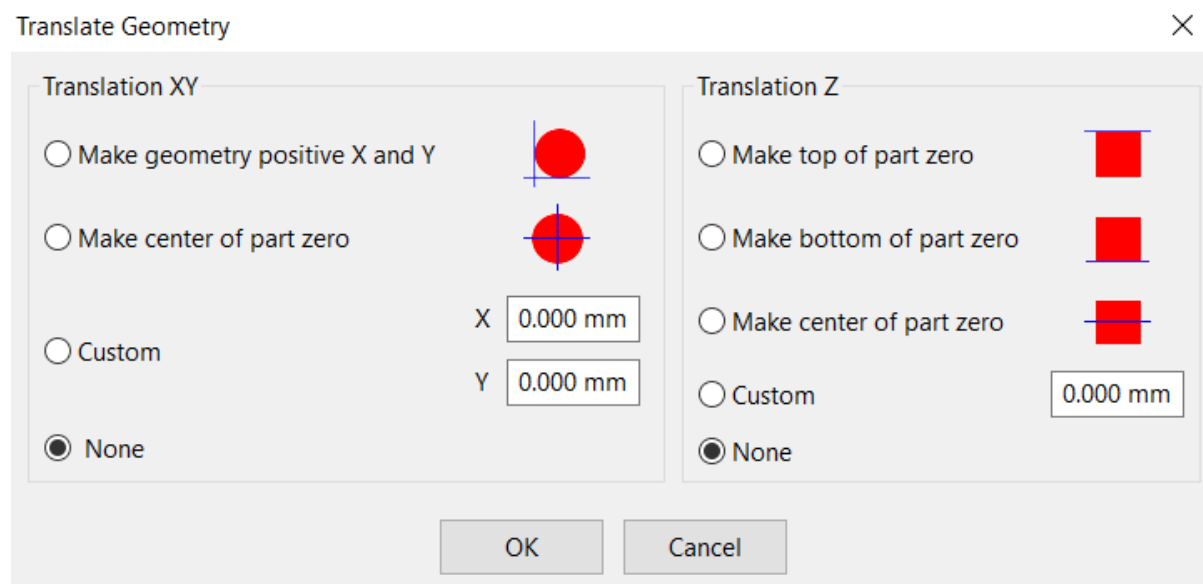 Translate Geometry
Translation XY
Make geometry positive X and Y
Make center of part zero
Custom
X 0.000 mm
Y 0.000 mm
None
Translation Z
Make top of part zero
Make bottom of part zero
Make center of part zero
Custom 0.000 mm
None
OK Cancel